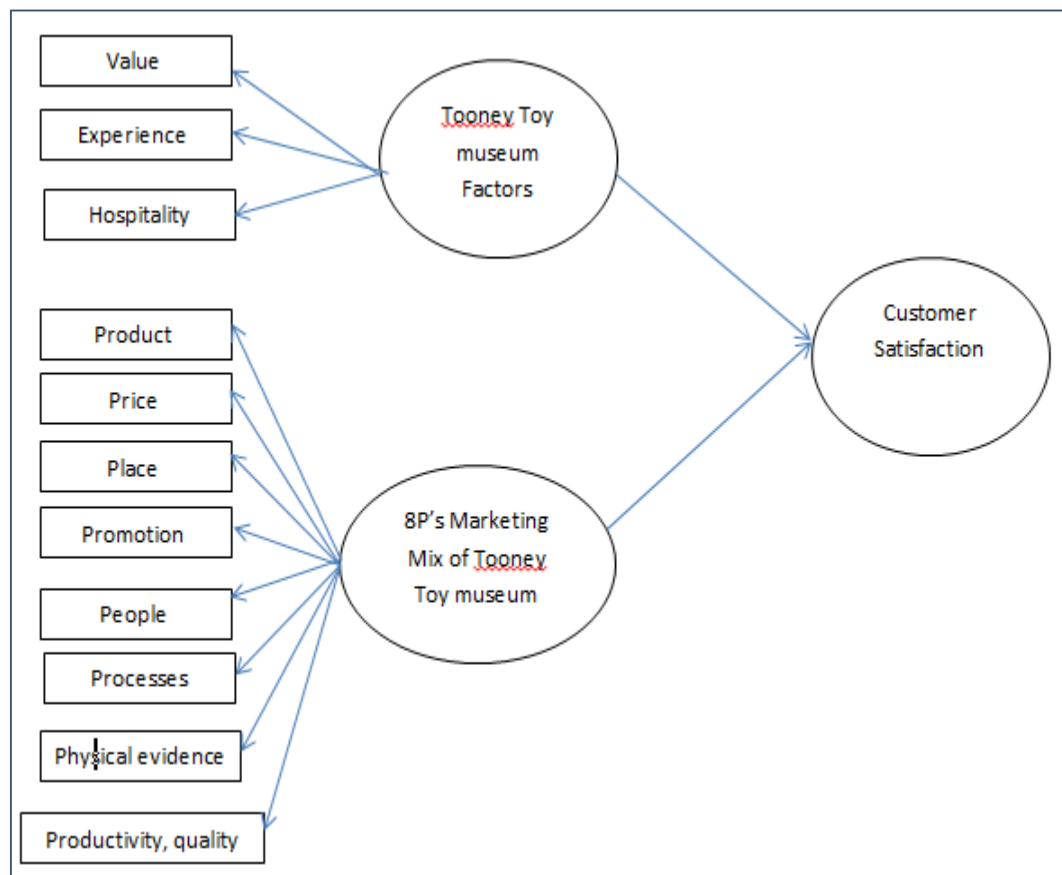 Value
Experience
Hospitality
Tooney Toy
museum
Factors
Customer
Satisfaction
Product
Price
Place
Promotion
People
Processes
Physical evidence
Productivity, quality
8P's Marketing
Mix of Tooney
Toy museum